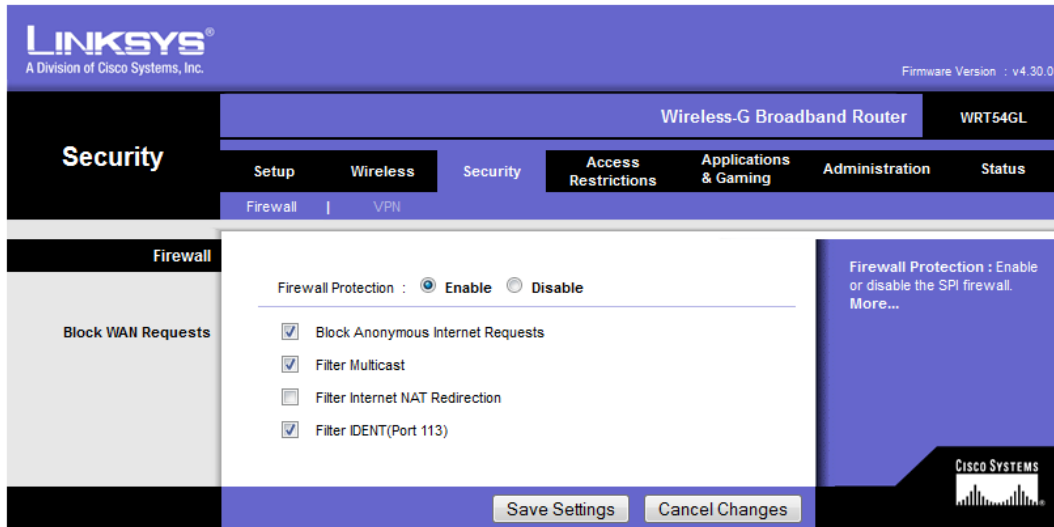 LINKSYS®
A Division of Cisco Systems, Inc.
Firmware Version : v4.30.0
Wireless-G Broadband Router
WRT54GL
Security
Setup
Wireless
Security
Access
Restrictions
Applications
& Gaming
Administration
Status
Firewall | VPN
Firewall
Firewall Protection : Enable Disable
Block WAN Requests
Block Anonymous Internet Requests
Filter Multicast
Filter Internet NAT Redirection
Filter IDENT(Port 113)
Firewall Protection : Enable
or disable the SPI firewall.
More...
CISCO SYSTEMS
®
Save Settings
Cancel Changes